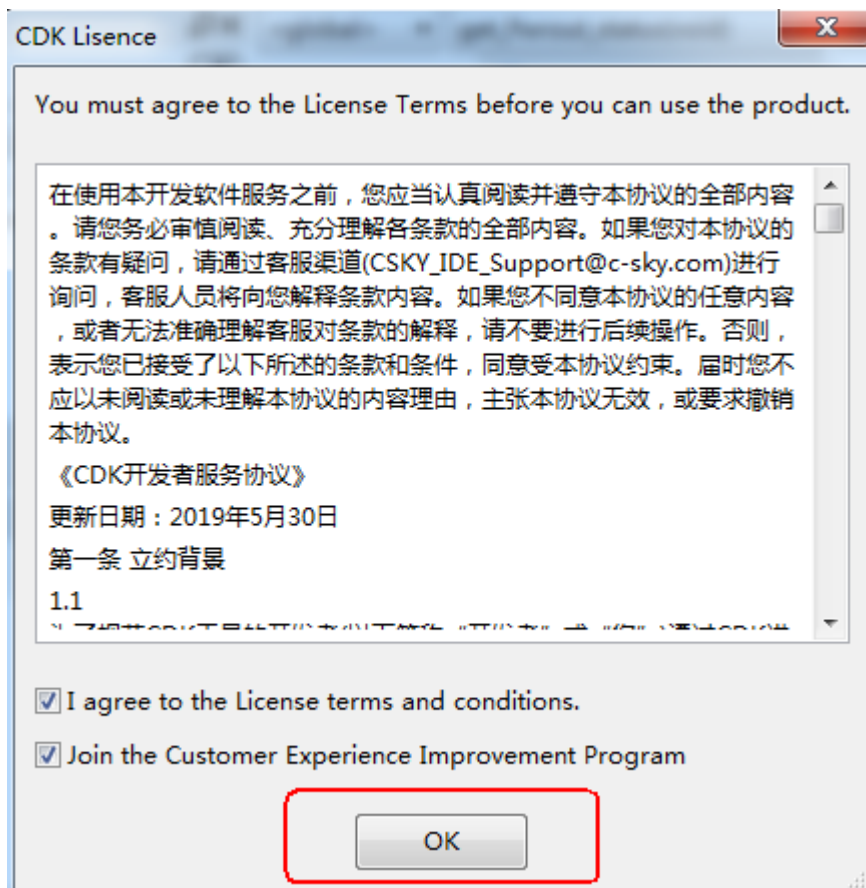 CDK Lisence
You must agree to the License Terms before you can use the product.
在使用本开发软件服务之前，您应当认真阅读并遵守本协议的全部内容
。请您务必审慎阅读、充分理解各条款的全部内容。如果您对本协议的
条款有疑问，请通过客服渠道(CSKY_IDE_Support@c-sky.com)进行
询问，客服人员将向您解释条款内容。如果您不同意本协议的任意内容
，或者无法准确理解客服对条款的解释，请不要进行后续操作。否则，
表示您已接受了以下所述的条款和条件，同意受本协议约束。届时您不
应以未阅读或未理解本协议的内容理由，主张本协议无效，或要求撤销
本协议。
《CDK开发者服务协议》
更新日期：2019年5月30日
第一条 立约背景
1.1
I agree to the License terms and conditions.
Join the Customer Experience Improvement Program
OK